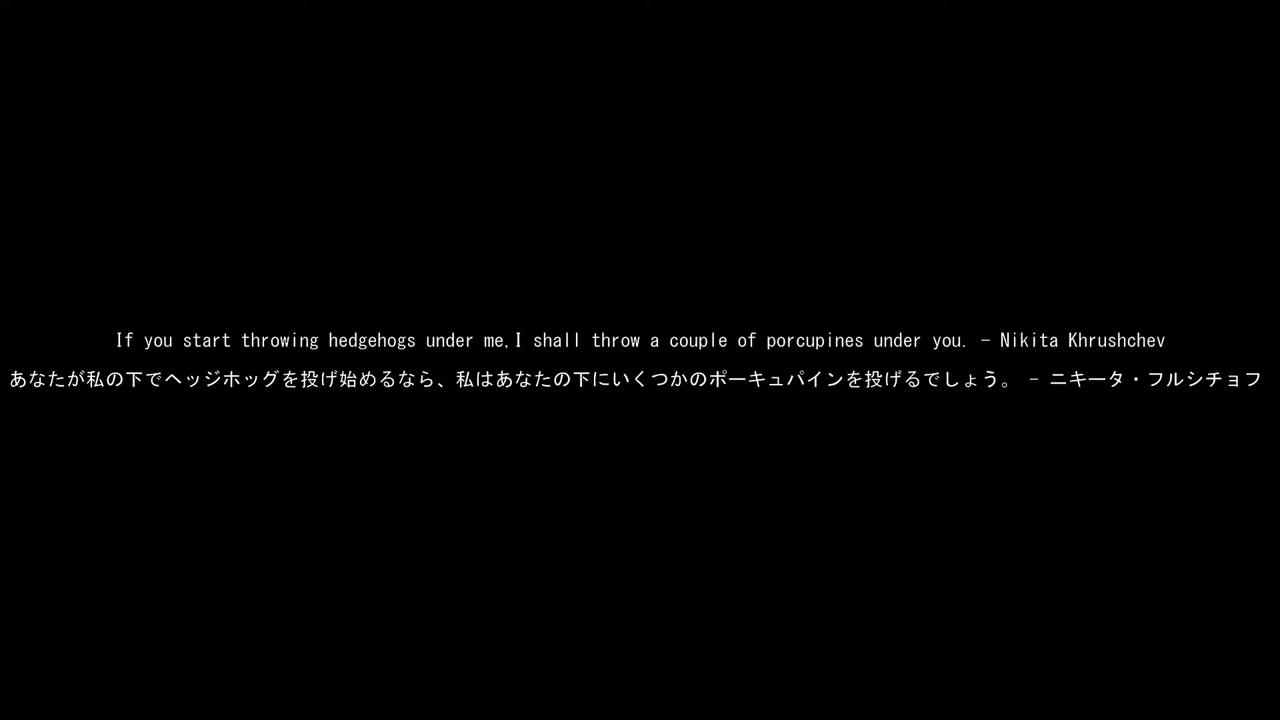 If you start throwing hedgehogs under me,I shall throw a couple of porcupines under you. – Nikita Khrushchev
あなたが私の下でヘッジホッグを投げ始めるなら、私はあなたの下にいくつかのポーキュパインを投げるでしょう。 – ニキータ・フルシチョフ